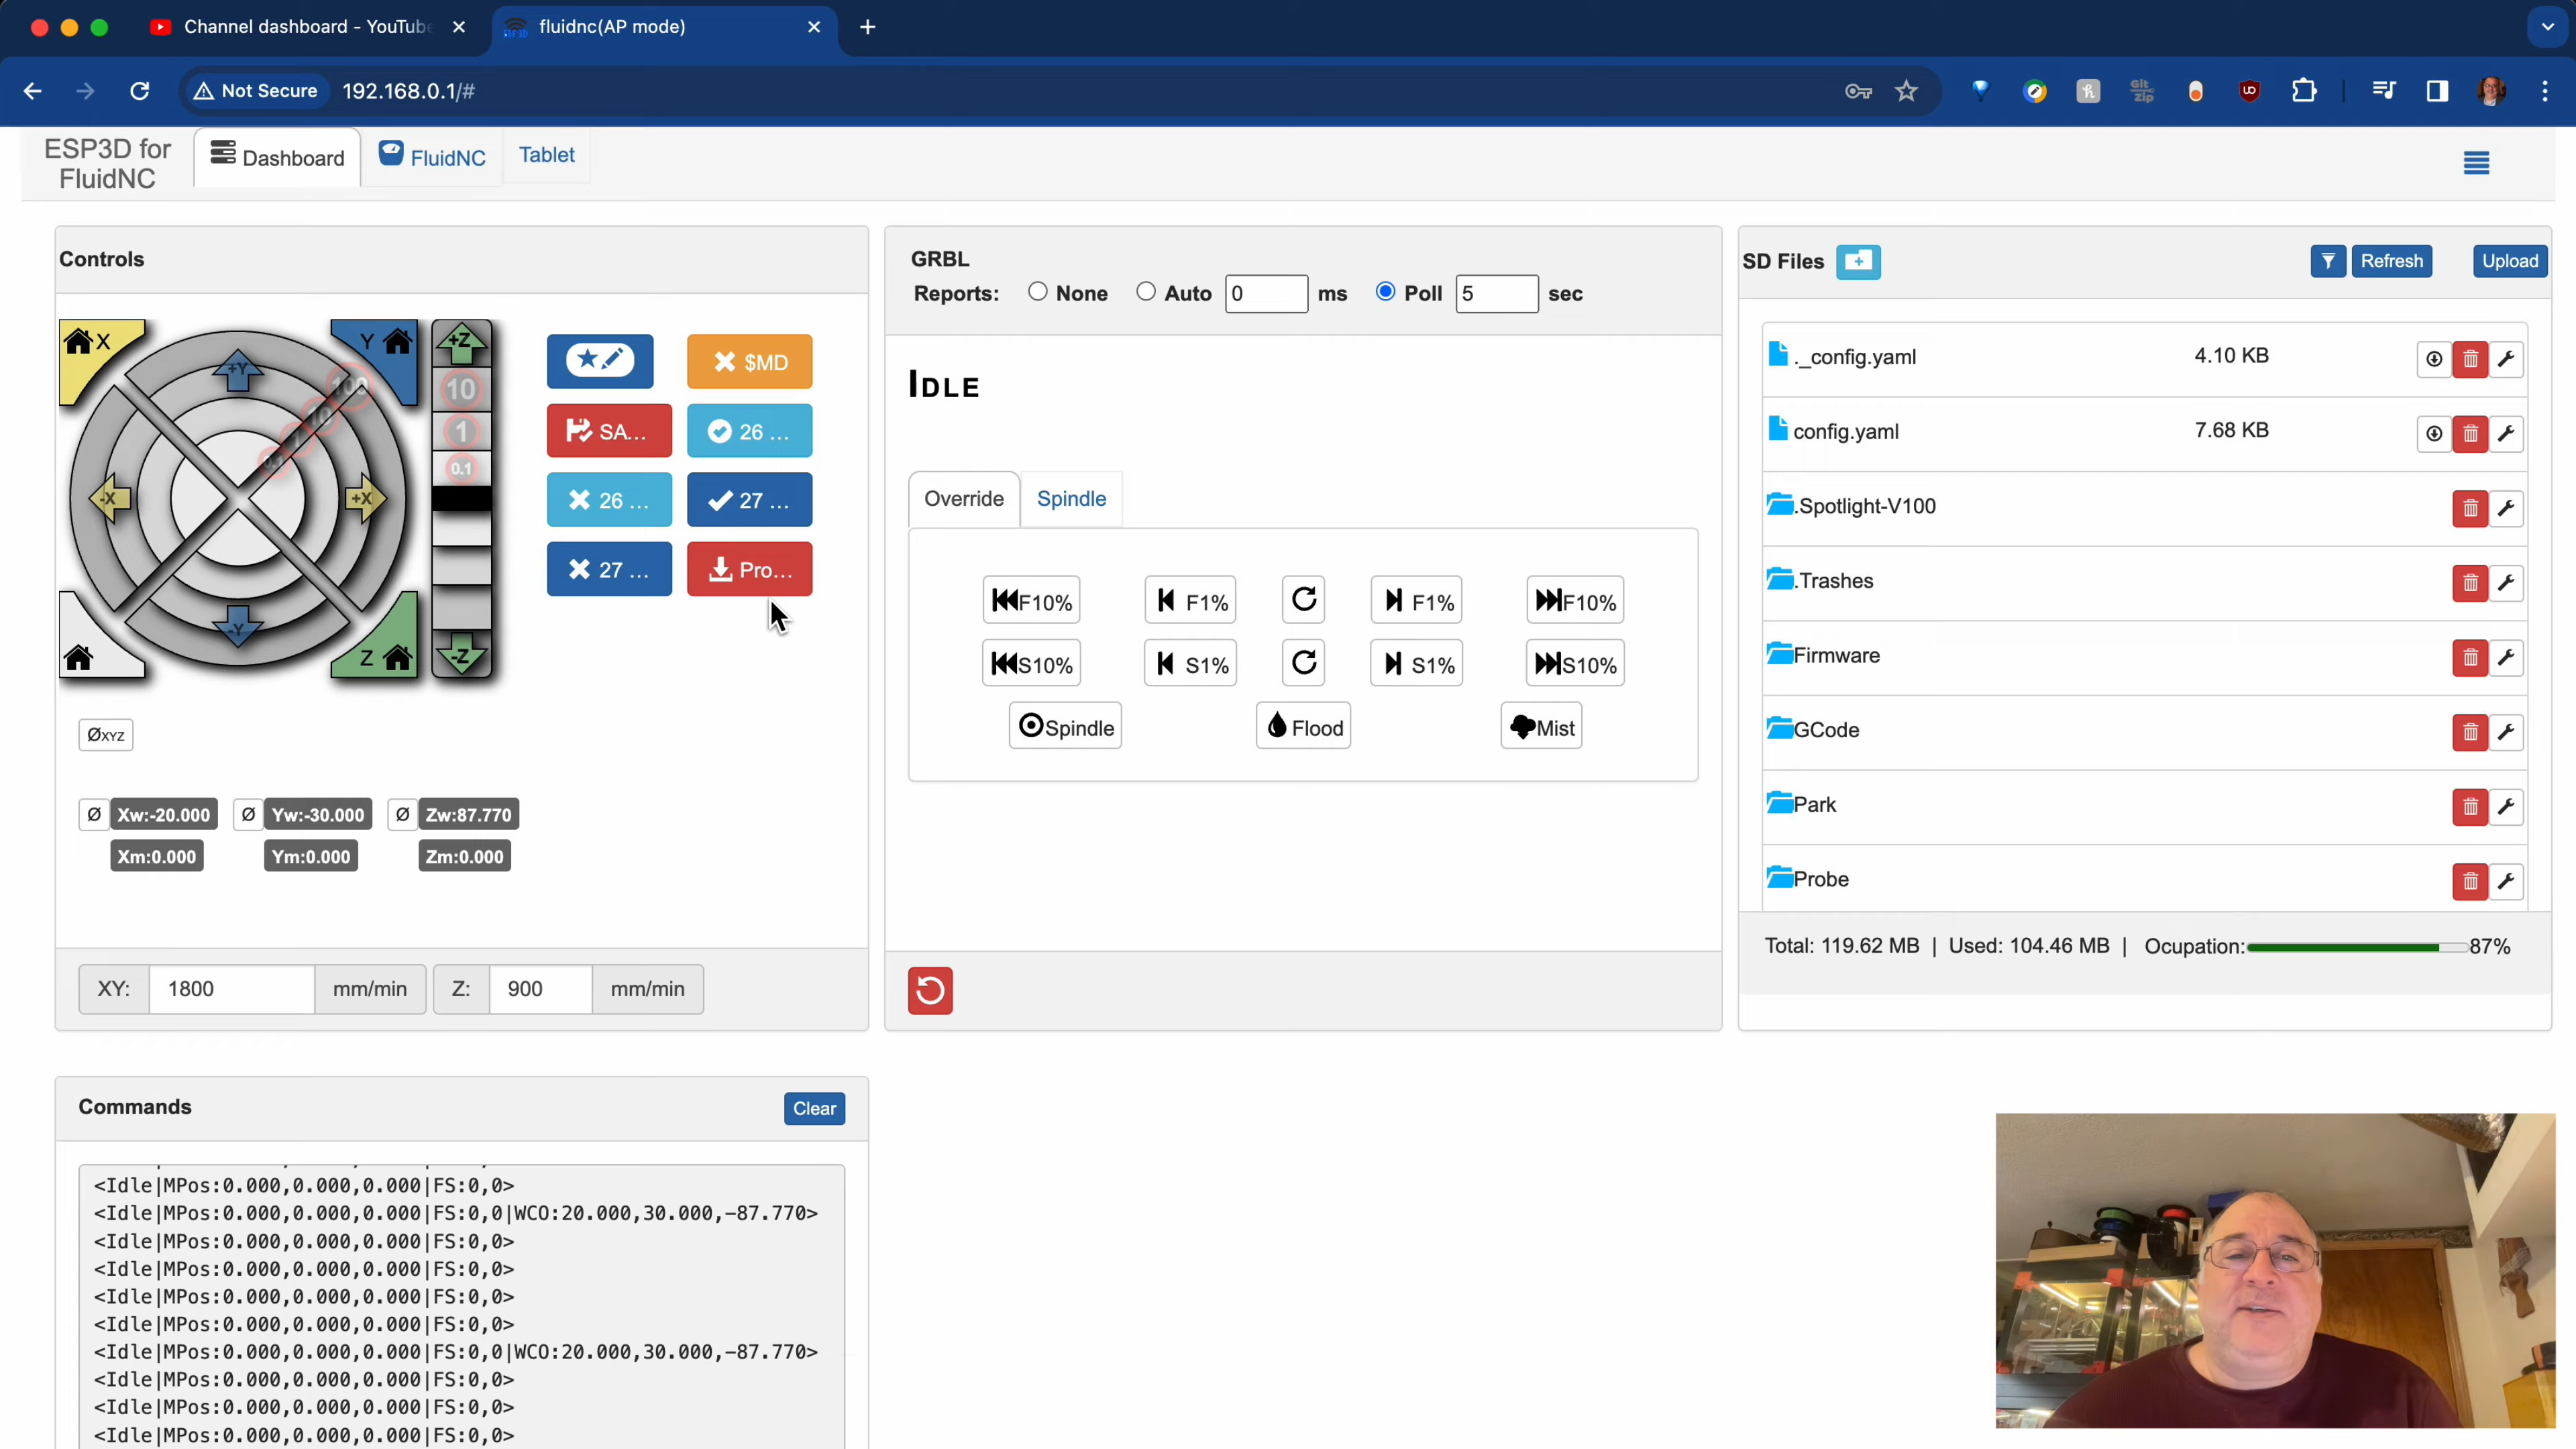 Channel dashboard - YouTube
fluidnc(AP mode)
Not Secure
192.168.0.1/#
Git
Zip
ESP3D for
FluidNC
Dashboard
FluidNC
Tablet
Controls
X
Y
+Z
+Y
100
10
1
0.1
-X
+X
-Y
Z
10
1
0.1
-Z
$MD
SA...
26 ...
26 ...
27 ...
27 ...
Pro...
ØXYZ
Ø Xw:-20.000 Ø Yw:-30.000 Ø Zw:87.770
Xm:0.000 Ym:0.000 Zm:0.000
XY: 1800 mm/min Z: 900 mm/min
GRBL
Reports: None Auto 0 ms Poll 5 sec
Idle
Override Spindle
F10% F1% F1% F10%
S10% S1% S1% S10%
Spindle Flood Mist
SD Files
Refresh
Upload
._config.yaml 4.10 KB
config.yaml 7.68 KB
.Spotlight-V100
.Trashes
Firmware
GCode
Park
Probe
Total: 119.62 MB | Used: 104.46 MB | Ocupation: 87%
Commands
Clear
<Idle|MPos:0.000,0.000,0.000|FS:0,0>
<Idle|MPos:0.000,0.000,0.000|FS:0,0|WCO:20.000,30.000,-87.770>
<Idle|MPos:0.000,0.000,0.000|FS:0,0>
<Idle|MPos:0.000,0.000,0.000|FS:0,0>
<Idle|MPos:0.000,0.000,0.000|FS:0,0>
<Idle|MPos:0.000,0.000,0.000|FS:0,0>
<Idle|MPos:0.000,0.000,0.000|FS:0,0|WCO:20.000,30.000,-87.770>
<Idle|MPos:0.000,0.000,0.000|FS:0,0>
<Idle|MPos:0.000,0.000,0.000|FS:0,0>
<Idle|MPos:0.000,0.000,0.000|FS:0,0>